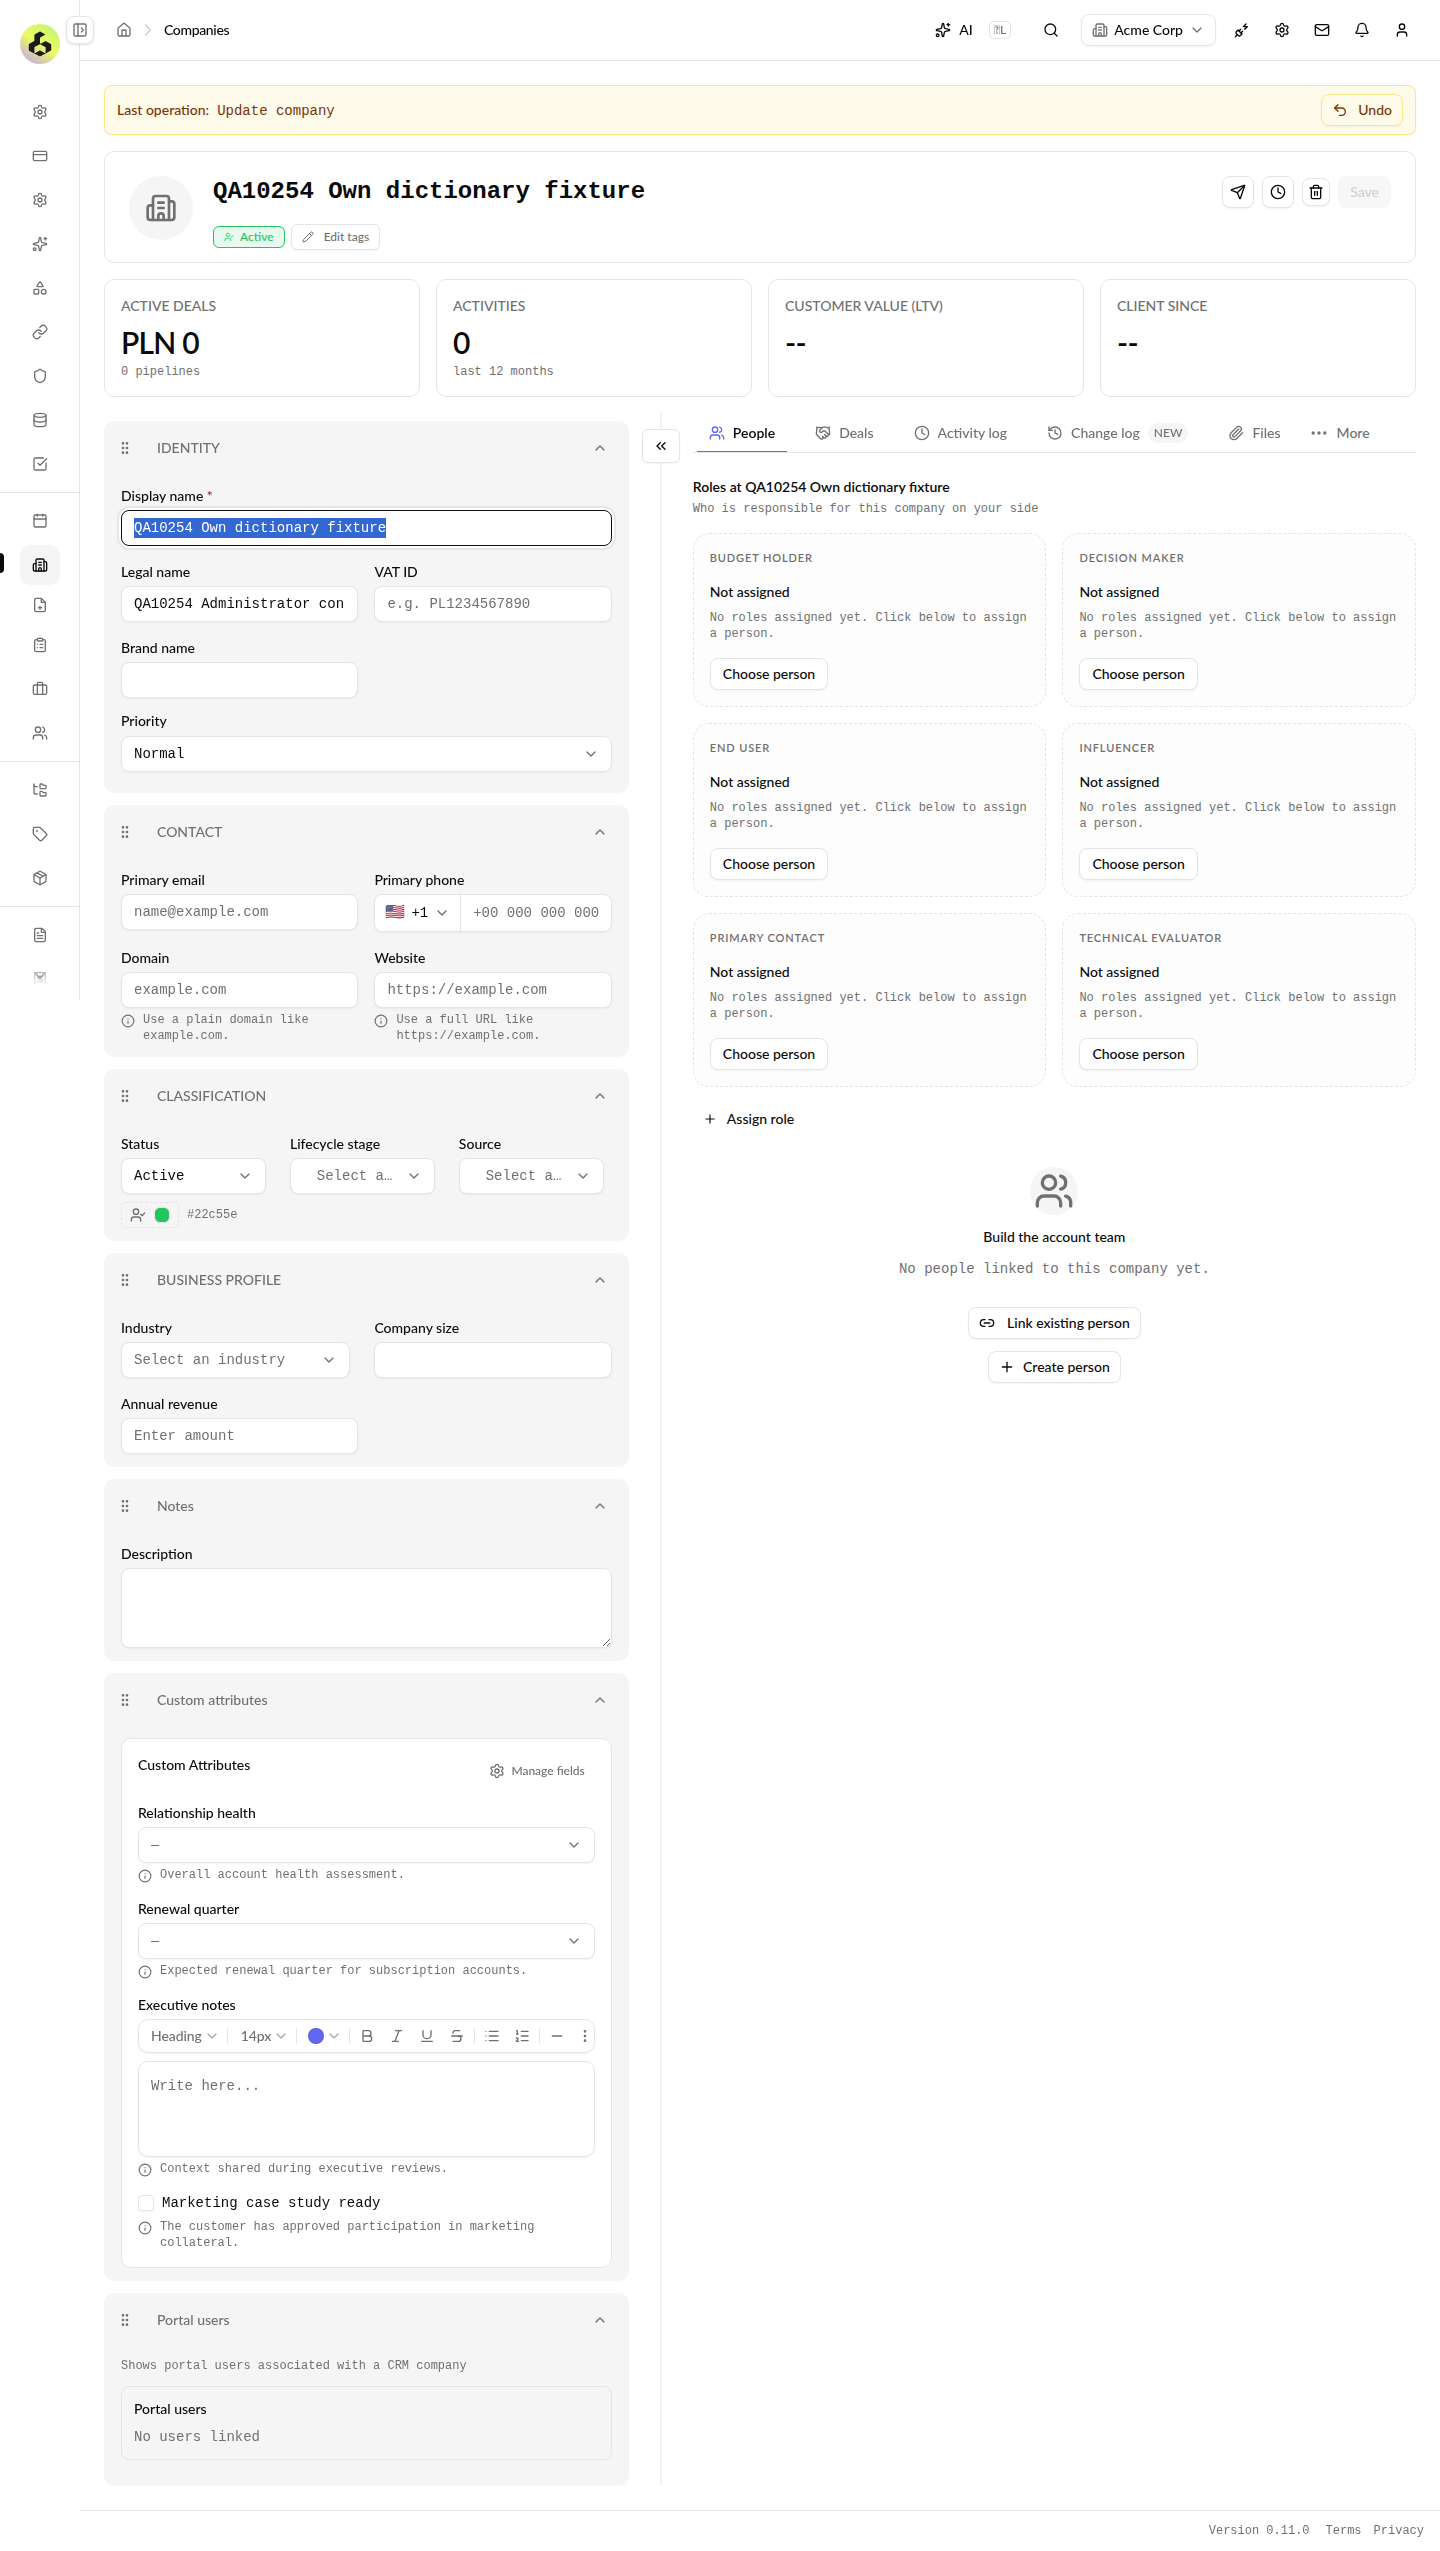 Companies
AI
L
Acme Corp
Last operation: Update company
Undo
QA10254 Own dictionary fixture
Save
Active
Edit tags
ACTIVE DEALS
PLN 0
0 pipelines
ACTIVITIES
0
last 12 months
CUSTOMER VALUE (LTV)
--
CLIENT SINCE
--
IDENTITY
Display name *
QA10254 Own dictionary fixture
Legal name
VAT ID
QA10254 Administrator con
e.g. PL1234567890
Brand name
Priority
Normal
CONTACT
Primary email
Primary phone
name@example.com
+1
+00 000 000 000
Domain
Website
example.com
https://example.com
Use a plain domain like
example.com.
Use a full URL like
https://example.com.
CLASSIFICATION
Status
Lifecycle stage
Source
Active
Select a…
Select a…
#22c55e
BUSINESS PROFILE
Industry
Company size
Select an industry
Annual revenue
Enter amount
Notes
Description
Custom attributes
Custom Attributes
Manage fields
Relationship health
—
Overall account health assessment.
Renewal quarter
—
Expected renewal quarter for subscription accounts.
Executive notes
Heading
14px
Write here...
Context shared during executive reviews.
Marketing case study ready
The customer has approved participation in marketing
collateral.
Portal users
Shows portal users associated with a CRM company
Portal users
No users linked
People
Deals
Activity log
Change log
NEW
Files
More
Roles at QA10254 Own dictionary fixture
Who is responsible for this company on your side
BUDGET HOLDER
Not assigned
No roles assigned yet. Click below to assign
a person.
Choose person
DECISION MAKER
Not assigned
No roles assigned yet. Click below to assign
a person.
Choose person
END USER
Not assigned
No roles assigned yet. Click below to assign
a person.
Choose person
INFLUENCER
Not assigned
No roles assigned yet. Click below to assign
a person.
Choose person
PRIMARY CONTACT
Not assigned
No roles assigned yet. Click below to assign
a person.
Choose person
TECHNICAL EVALUATOR
Not assigned
No roles assigned yet. Click below to assign
a person.
Choose person
Assign role
Build the account team
No people linked to this company yet.
Link existing person
Create person
Version 0.11.0
Terms
Privacy